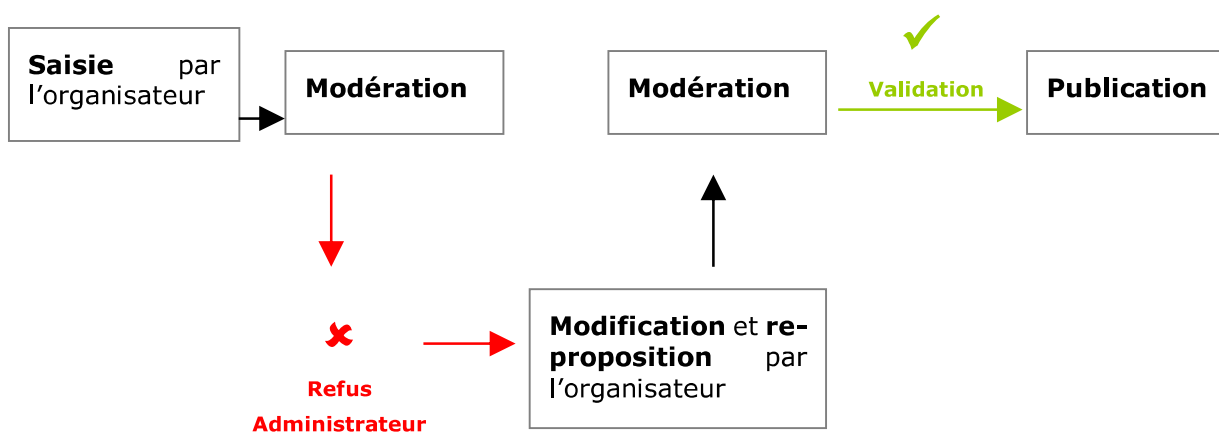 Saisie par
l'organisateur
Modération
Modération
Validation
Publication
Refus
Administrateur
Modification et re-
proposition par
l'organisateur